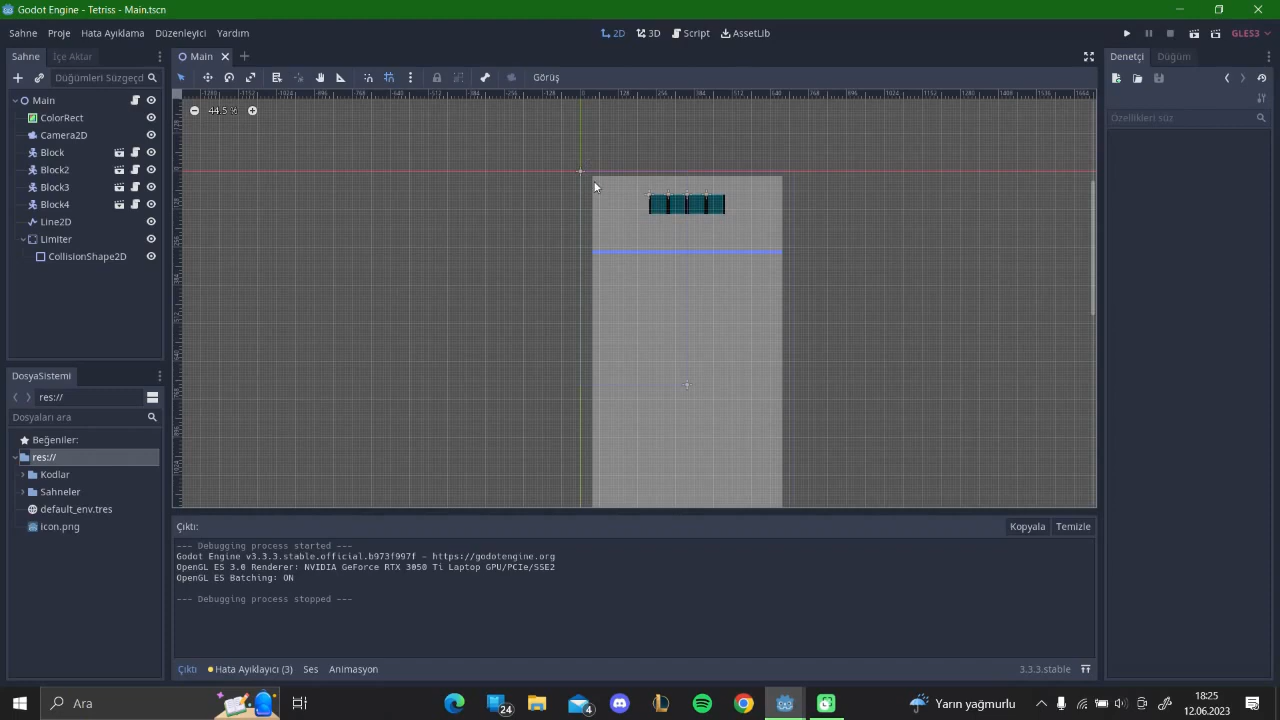 Godot Engine - Tetriss - Main.tscn
Sahne Proje Hata Ayıklama Düzenleyici Yardım
2D 3D Script AssetLib
GLES3
Sahne İçe Aktar
Main
Denetçi Düğüm
Düğümleri Süzgeçd
Görüş
44.5 %
Özellikleri süz
Main
ColorRect
Camera2D
Block
Block2
Block3
Block4
Line2D
Limiter
CollisionShape2D
DosyaSistemi
res://
Dosyaları ara
Beğeniler:
res://
Kodlar
Sahneler
default_env.tres
icon.png
Çıktı:
Kopyala Temizle
--- Debugging process started ---
Godot Engine v3.3.3.stable.official.b973f997f - https://godotengine.org
OpenGL ES 3.0 Renderer: NVIDIA GeForce RTX 3050 Ti Laptop GPU/PCIe/SSE2
OpenGL ES Batching: ON
--- Debugging process stopped ---
Çıktı Hata Ayıklayıcı (3) Ses Animasyon
3.3.3.stable
Ara
24
4
Yarın yağmurlu
18:25
12.06.2023